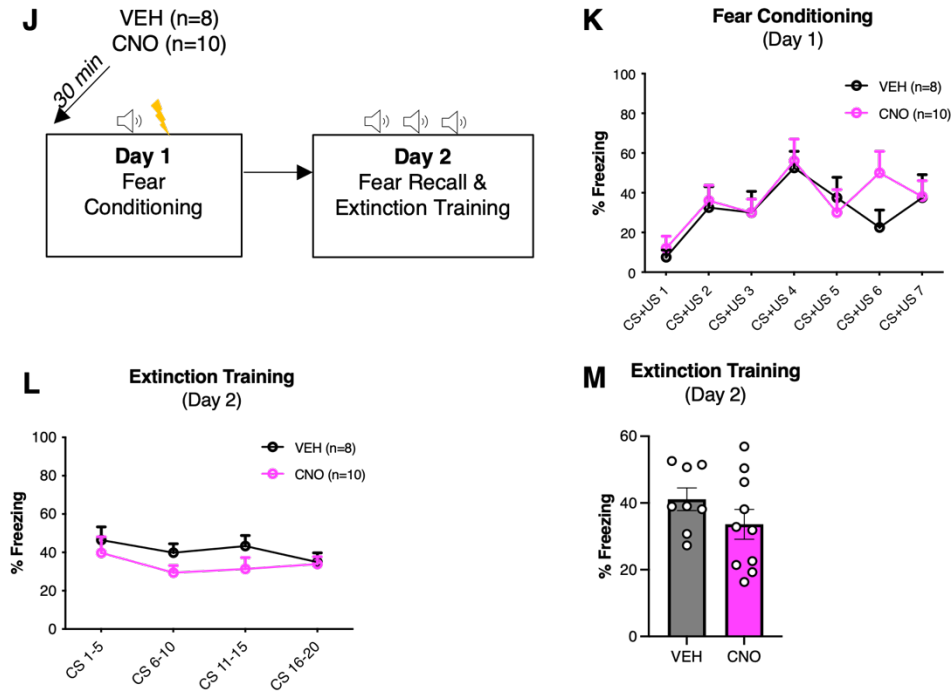 J
VEH (n=8)
CNO (n=10)
30 min
Day 1
Fear
Conditioning
Day 2
Fear Recall &
Extinction Training
K
Fear Conditioning
(Day 1)
% Freezing
100
80
60
40
20
0
VEH (n=8)
CNO (n=10)
CS+US 1
CS+US 2
CS+US 3
CS+US 4
CS+US 5
CS+US 6
CS+US 7
L
Extinction Training
(Day 2)
% Freezing
100
80
60
40
20
0
VEH (n=8)
CNO (n=10)
CS 1-5
CS 6-10
CS 11-15
CS 16-20
M
Extinction Training
(Day 2)
% Freezing
60
40
20
0
VEH
CNO